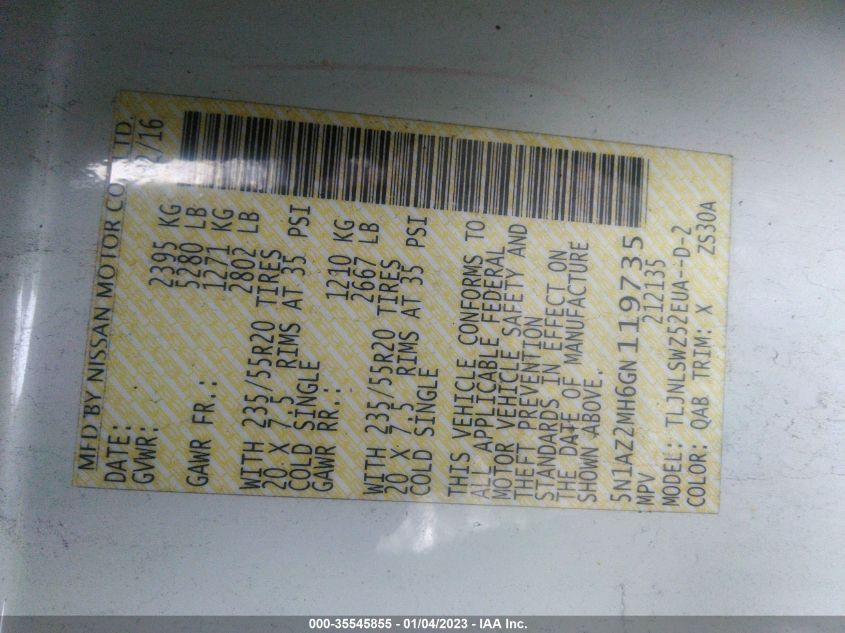 MFD BY NISSAN MOTOR CO., LTD.
DATE: /16
GVWR: 2395 KG
5280 LB
GAWR FR.: 1271 KG
2802 LB
WITH 235/55R20 TIRES
20 X 7.5 RIMS AT 35 PSI
COLD SINGLE
GAWR RR.: 1210 KG
2667 LB
WITH 235/55R20 TIRES
20 X 7.5 RIMS AT 35 PSI
COLD SINGLE
THIS VEHICLE CONFORMS TO
ALL APPLICABLE FEDERAL
MOTOR VEHICLE SAFETY AND
THEFT PREVENTION
STANDARDS IN EFFECT ON
THE DATE OF MANUFACTURE
SHOWN ABOVE.
5N1AZ2MH6GN119735
MPV 212135
MODEL: TLJNLSWZ52EUA--D-2
COLOR: QAB TRIM: X ZS30A
000-35545855 - 01/04/2023 - IAA Inc.